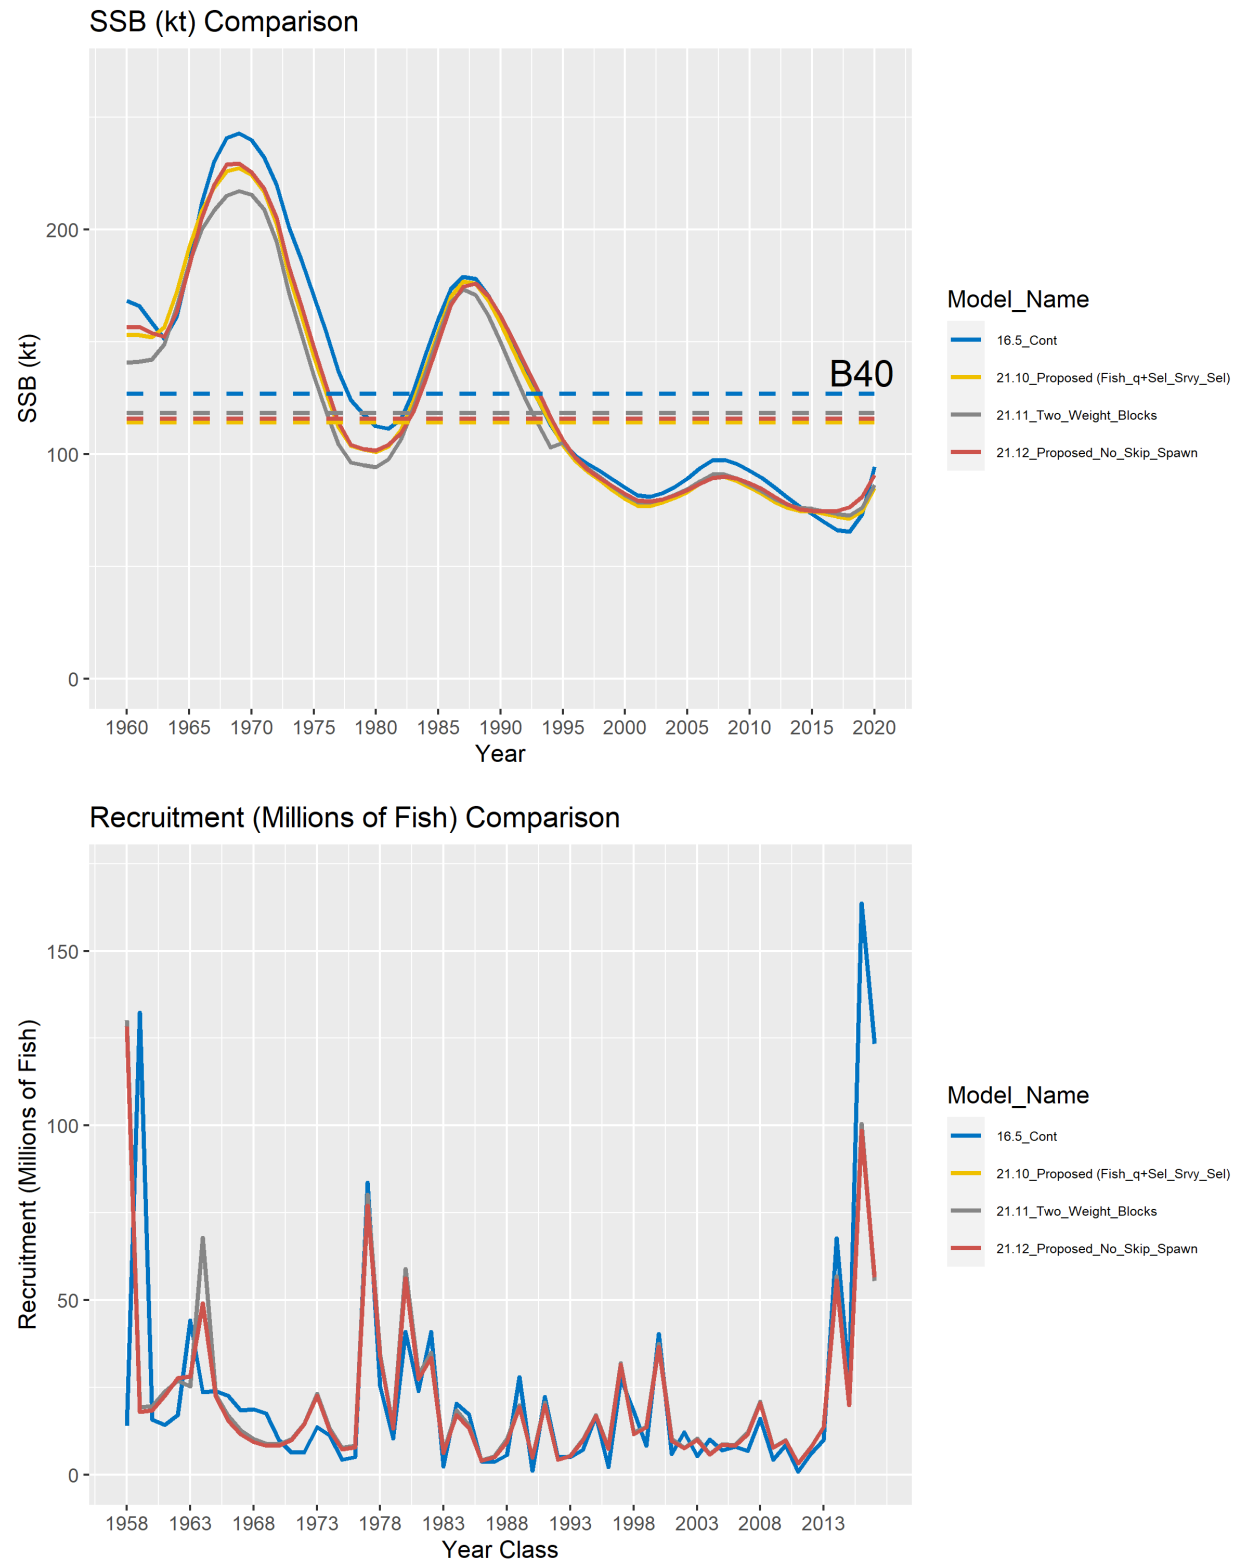 SSB (kt) Comparison
SSB (kt)
200
100
0
B40
1960 1965 1970 1975 1980 1985 1990 1995 2000 2005 2010 2015 2020
Year
Model_Name
16.5_Cont
21.10_Proposed (Fish_q+Sel_Srvy_Sel)
21.11_Two_Weight_Blocks
21.12_Proposed_No_Skip_Spawn
Recruitment (Millions of Fish) Comparison
Recruitment (Millions of Fish)
150
100
50
0
1958 1963 1968 1973 1978 1983 1988 1993 1998 2003 2008 2013
Year Class
Model_Name
16.5_Cont
21.10_Proposed (Fish_q+Sel_Srvy_Sel)
21.11_Two_Weight_Blocks
21.12_Proposed_No_Skip_Spawn